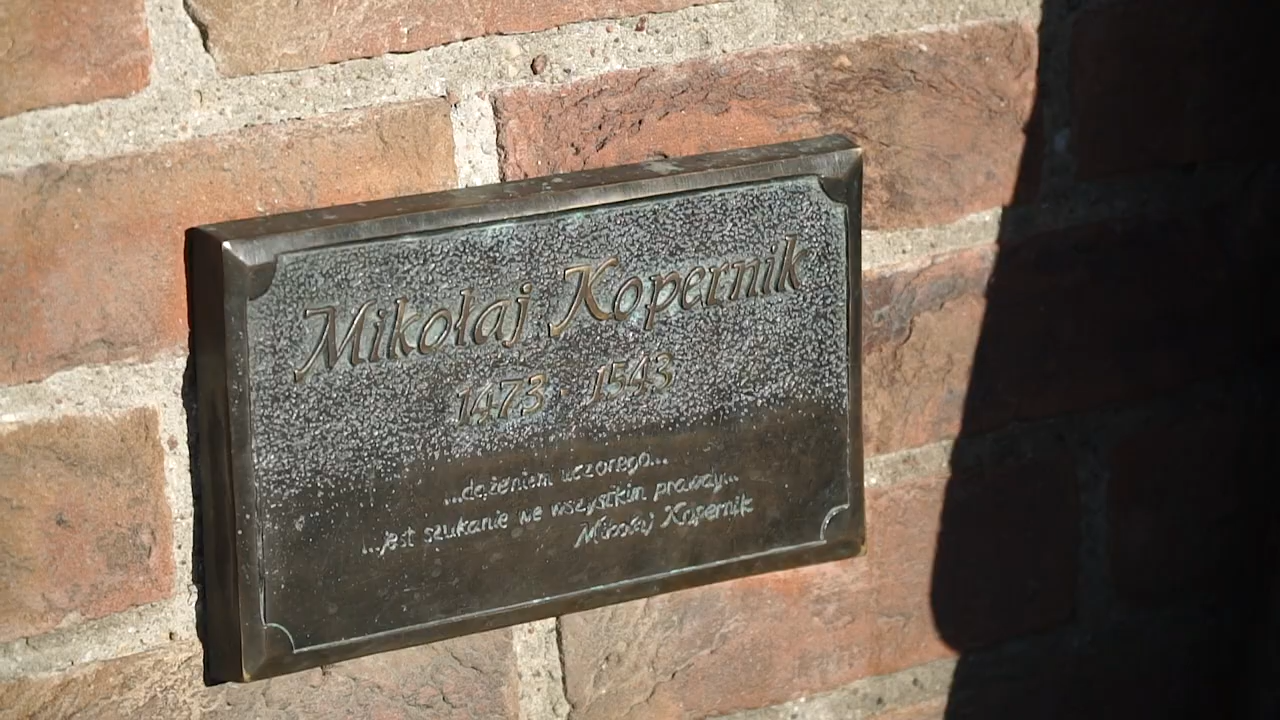 Mikołaj Kopernik
1473 - 1543
...dążeniem uczonego...
...jest szukanie we wszystkim prawdy...
Mikołaj Kopernik